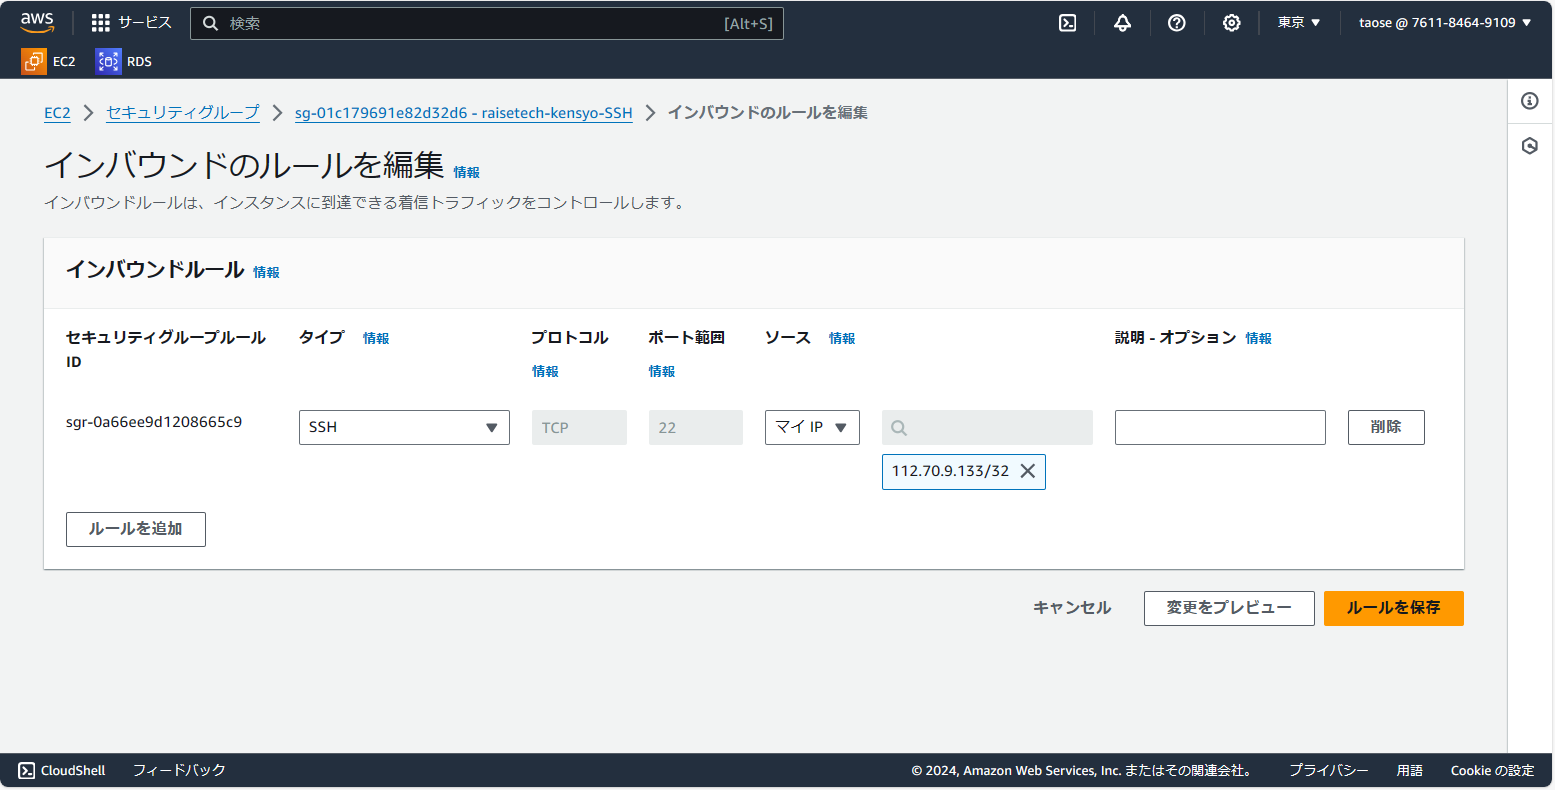 aws
サービス
検索
[Alt+S]
東京 ▼
taose @ 7611-8464-9109 ▼
EC2
RDS
EC2 > セキュリティグループ > sg-01c179691e82d32d6 - raisetech-kensyo-SSH > インバウンドのルールを編集
インバウンドのルールを編集 情報
インバウンドルールは、インスタンスに到達できる着信トラフィックをコントロールします。
インバウンドルール 情報
セキュリティグループルール ID
タイプ 情報
プロトコル 情報
ポート範囲 情報
ソース 情報
説明 - オプション 情報
sgr-0a66ee9d1208665c9
SSH
TCP
22
マイ IP
削除
112.70.9.133/32
ルールを追加
キャンセル
変更をプレビュー
ルールを保存
CloudShell
フィードバック
© 2024, Amazon Web Services, Inc. またはその関連会社。
プライバシー
用語
Cookie の設定